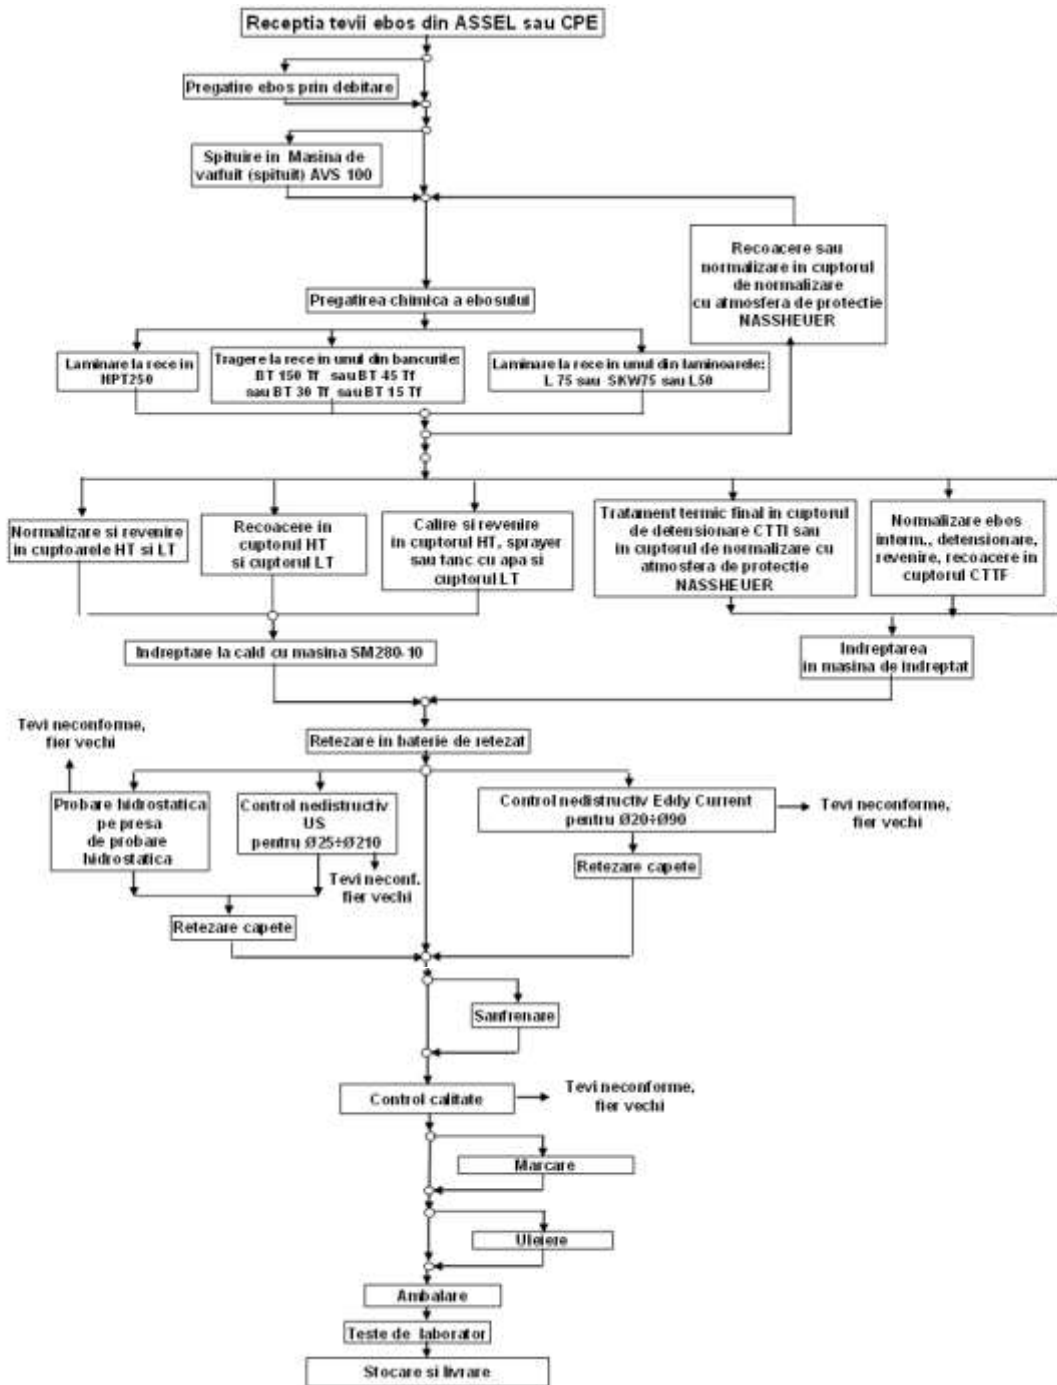 Receptia tevii ebos din ASSEL sau CPE
Pregatire ebos prin debitare
Spituire in Masina de
varfuit (spituit) AVS 100
Recoacere sau
normalizare in cuptorul
de normalizare
cu atmosfera de protectie
NASSHEUER
Pregatirea chimica a ebosului
Laminare la rece in
HPT250
Tragere la rece in unul din bancurile:
BT 150 Tf sau BT 45 Tf
sau BT 30 Tf sau BT 15 Tf
Laminare la rece in unul din laminoarele:
L 75 sau SKW75 sau L50
Normalizare si revenire
in cuptoarele HT si LT
Recoacere in
cuptorul HT
si cuptorul LT
Calire si revenire
in cuptorul HT, sprayer
sau tanc cu apa si
cuptorul LT
Tratament termic final in cuptorul
de detensionare CTTI sau
in cuptorul de normalizare cu
atmosfera de protectie
NASSHEUER
Normalizare ebos
interm., detensionare,
revenire, recoacere in
cuptorul CTTF
Indreptare la cald cu masina SM280-10
Indreptarea
in masina de indreptat
Tevi neconforme,
fier vechi
Retezare in baterie de retezat
Probare hidrostatica
pe presa
de probare
hidrostatica
Control nedistructiv
US
pentru Ø25÷Ø210
Control nedistructiv Eddy Current
pentru Ø20÷Ø90
Tevi neconforme,
fier vechi
Tevi neconf.
fier vechi
Retezare capete
Retezare capete
Sanfrenare
Control calitate
Tevi neconforme,
fier vechi
Marcare
Uleiere
Ambalare
Teste de laborator
Stocare si livrare